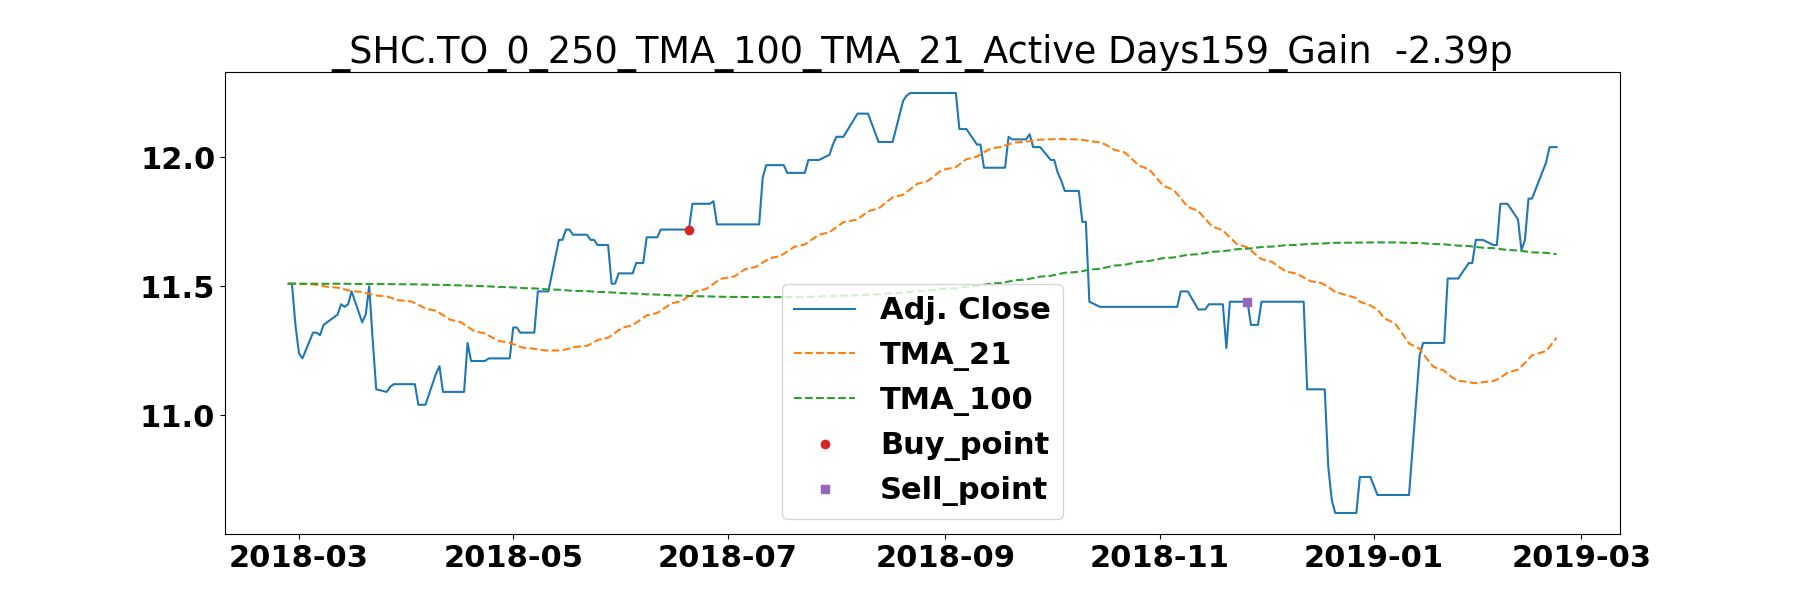 _SHC.TO_0_250_TMA_100_TMA_21_Active Days159_Gain  -2.39p
12.0
11.5
11.0
Adj. Close
TMA_21
TMA_100
Buy_point
Sell_point
2018-03 2018-05 2018-07 2018-09 2018-11 2019-01 2019-03